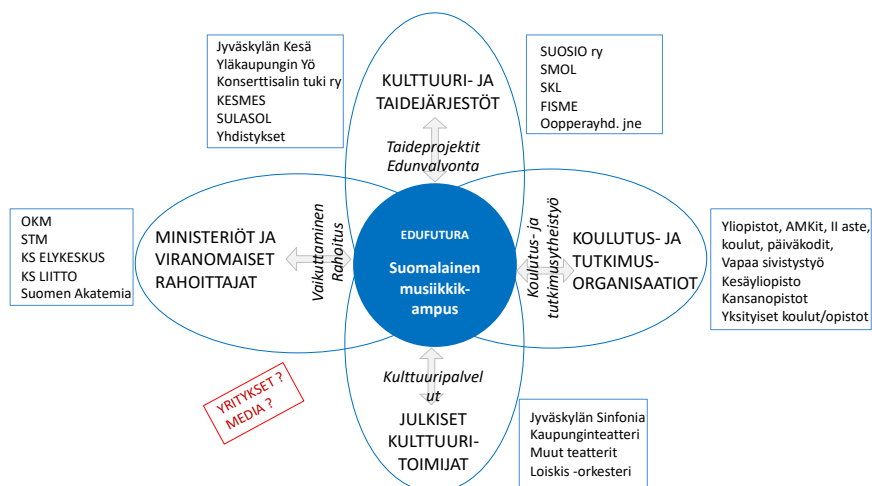 Jyväskylän Kesä
Yläkaupungin Yö
Konserttisalin tuki ry
KESMES
SULASOL
Yhdistykset
KULTTUURI- JA
TAIDEJÄRJESTÖT
Taideprojektit
Edunvalvonta
SUOSIO ry
SMOL
SKL
FISME
Oopperayhd. jne
OKM
STM
KS ELYKESKUS
KS LIITTO
Suomen Akatemia
MINISTERIÖT JA
VIRANOMAISET
RAHOITTAJAT
Vaikuttaminen
Rahoitus
EDUFUTURA
Suomalainen
musiikkik-
ampus
Koulutus- ja
tutkimusytheistyö
KOULUTUS- JA
TUTKIMUS-
ORGANISAATIOT
Yliopistot, AMKit, II aste,
koulut, päiväkodit,
Vapaa sivistystyö
Kesäyliopisto
Kansanopistot
Yksityiset koulut/opistot
YRITYKSET ?
MEDIA ?
Kulttuuripalvel
ut
JULKISET
KULTTUURI-
TOIMIJAT
Jyväskylän Sinfonia
Kaupunginteatteri
Muut teatterit
Loiskis -orkesteri